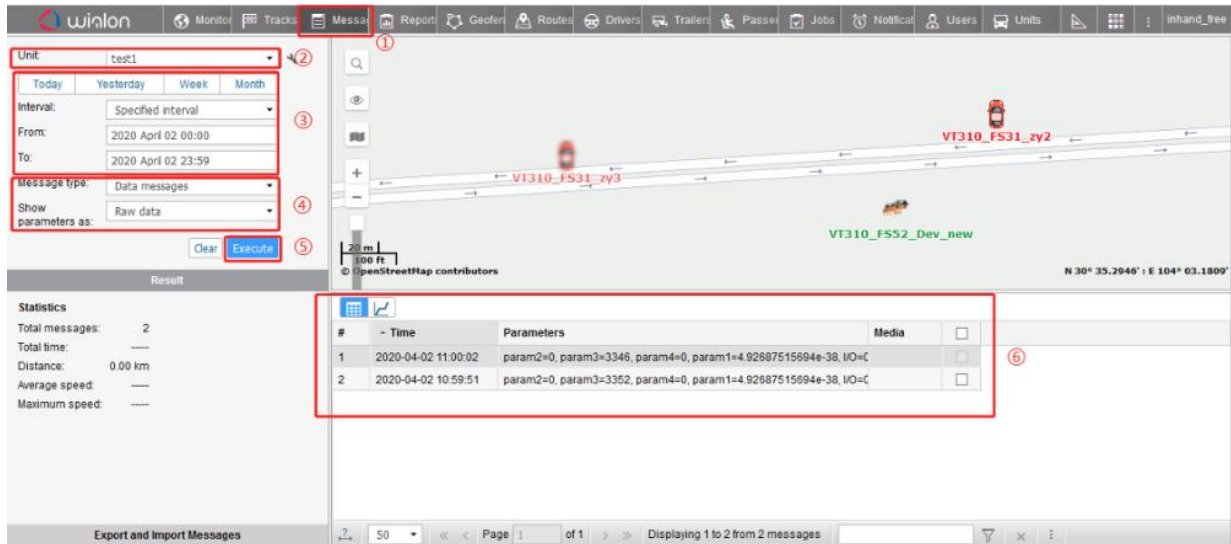 wialon Monitor Tracks Messag Reports Geofen Routes Drivers Trailers Passer Jobs Notificat Users Units inhand_free
①
Unit: test1 ②
Today Yesterday Week Month
Interval: Specified interval ③
From: 2020 April 02 00:00
To: 2020 April 02 23:59
Message type: Data messages
Show parameters as: Raw data ④
Clear Execute ⑤
Result
Statistics
Total messages: 2
Total time: -----
Distance: 0.00 km
Average speed: -----
Maximum speed: -----
Export and Import Messages
VT310_FS31_zy2
VT310_FS31_zy3
VT310_FS52_Dev_new
+
−
20 m
100 ft
© OpenStreetMap contributors N 30° 35.2946' : E 104° 03.1809'
# Time Parameters Media
1 2020-04-02 11:00:02 param2=0, param3=3346, param4=0, param1=4.92687515694e-38, I/O=0 ⑥
2 2020-04-02 10:59:51 param2=0, param3=3352, param4=0, param1=4.92687515694e-38, I/O=0
50 Page 1 of 1 Displaying 1 to 2 from 2 messages